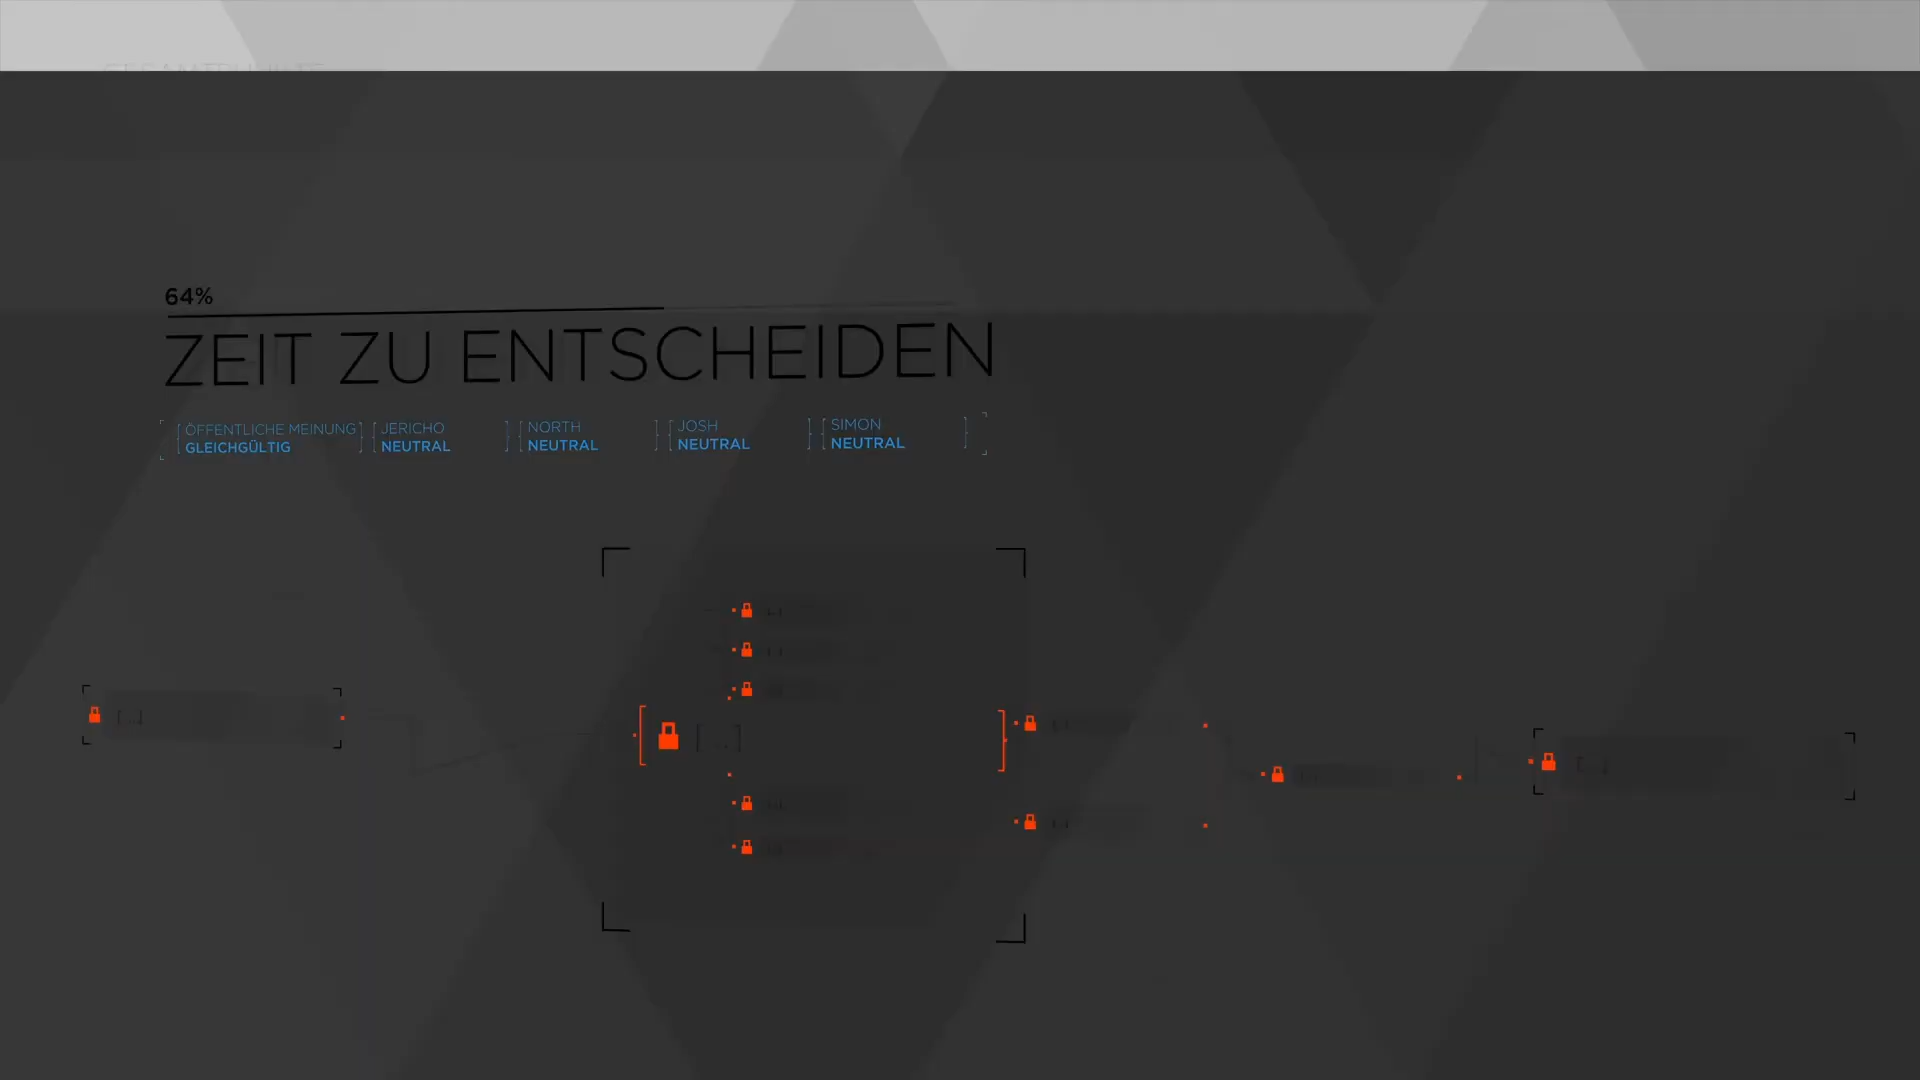 64%
ZEIT ZU ENTSCHEIDEN
ÖFFENTLICHE MEINUNG JERICHO NORTH JOSH SIMON
GLEICHGÜLTIG NEUTRAL NEUTRAL NEUTRAL NEUTRAL
[...]
[...]